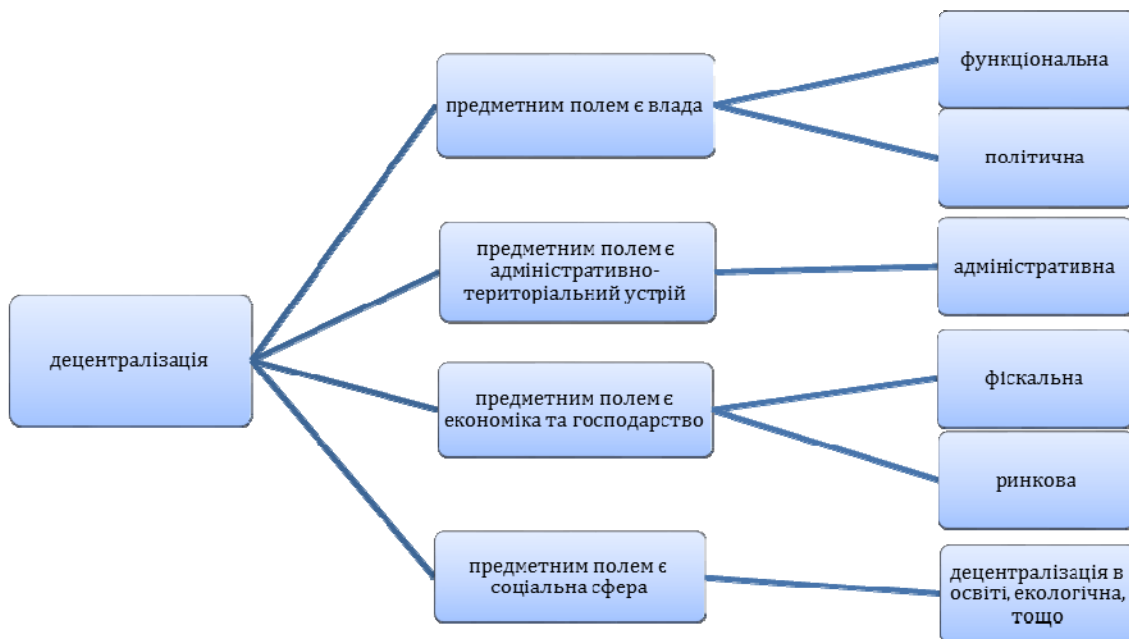 децентралізація
предметним полем є влада
функціональна
політична
предметним полем є
адміністративно-
територіальний устрій
адміністративна
предметним полем є
економіка та господарство
фіскальна
ринкова
предметним полем є
соціальна сфера
децентралізація в
освіті, екологічна,
тощо